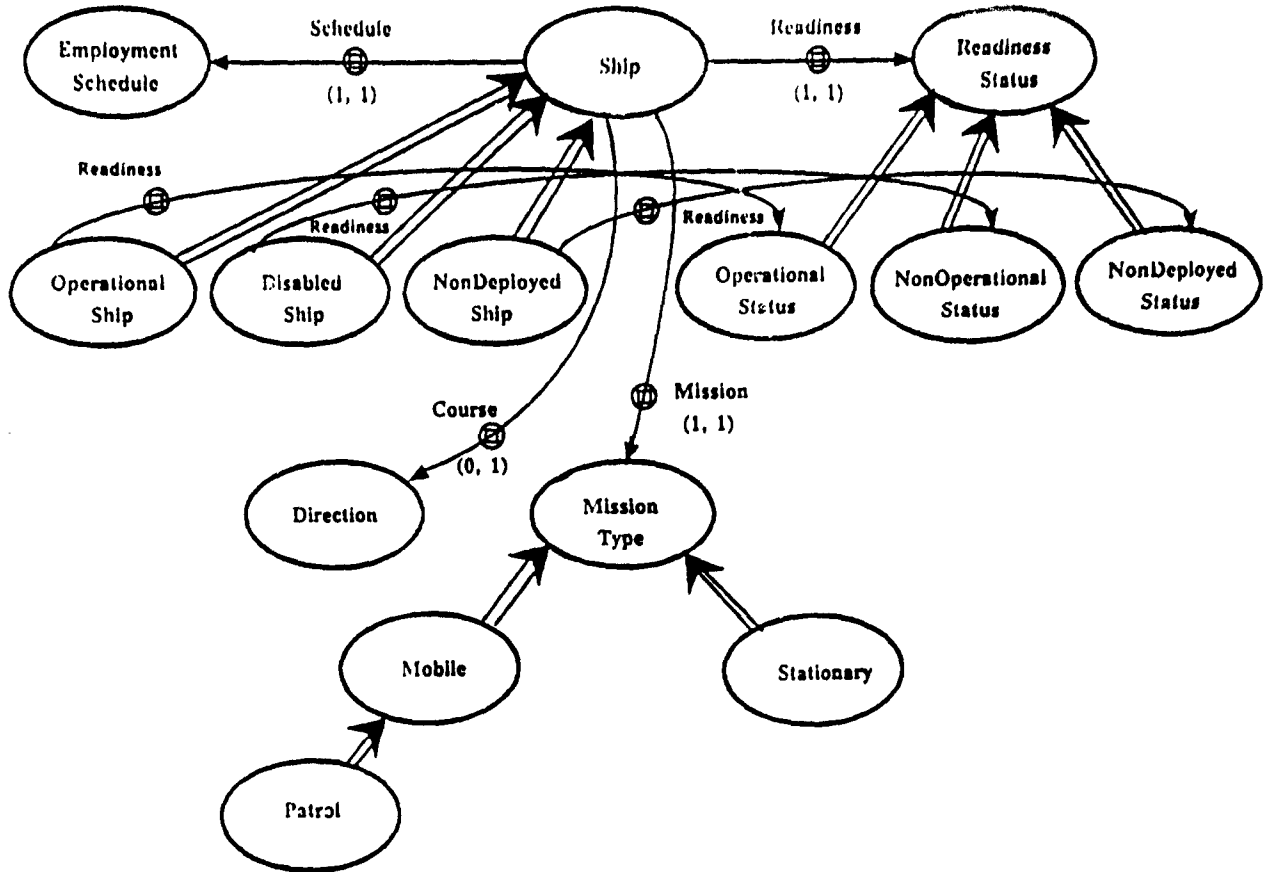 Employment
Schedule
Schedule
(1, 1)
Ship
Readiness
(1, 1)
Readiness
Status
Readiness
Readiness
Readiness
Operational
Ship
Disabled
Ship
NonDeployed
Ship
Operational
Status
NonOperational
Status
NonDeployed
Status
Course
(0, 1)
Mission
(1, 1)
Direction
Mission
Type
Mobile
Stationary
Patrol